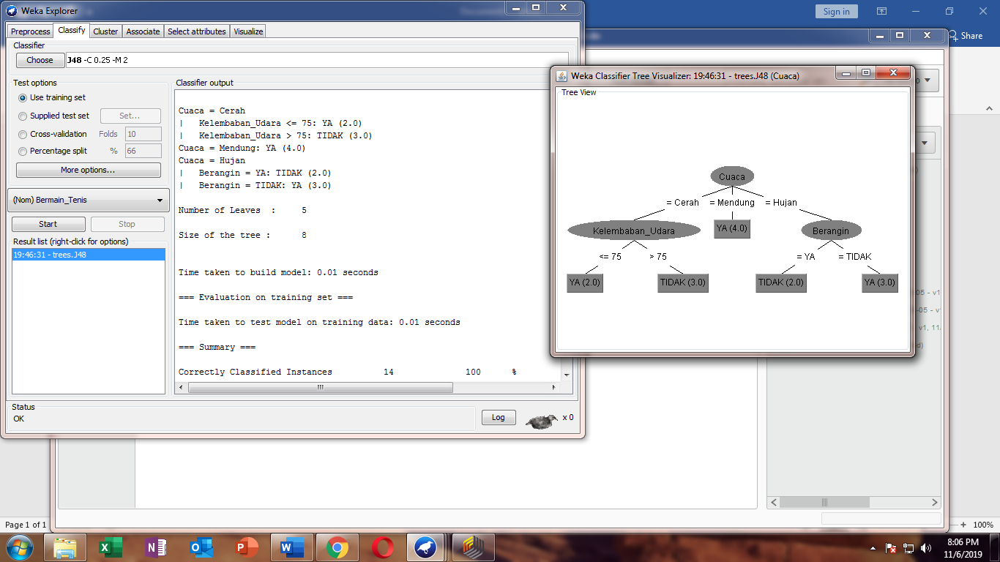 Weka Explorer
Sign in
Share
Preprocess Classify Cluster Associate Select attributes Visualize
Classifier
Choose J48 -C 0.25 -M 2
Test options
Use training set
Supplied test set Set...
Cross-validation Folds 10
Percentage split % 66
More options...
(Nom) Bermain_Tenis
Start Stop
Result list (right-click for options)
19:46:31 - trees.J48
Classifier output
Cuaca = Cerah
| Kelembaban_Udara <= 75: YA (2.0)
| Kelembaban_Udara > 75: TIDAK (3.0)
Cuaca = Mendung: YA (4.0)
Cuaca = Hujan
| Berangin = YA: TIDAK (2.0)
| Berangin = TIDAK: YA (3.0)
Number of Leaves : 5
Size of the tree : 8
Time taken to build model: 0.01 seconds
=== Evaluation on training set ===
Time taken to test model on training data: 0.01 seconds
=== Summary ===
Correctly Classified Instances 14 100 %
Status
OK
Log x 0
Weka Classifier Tree Visualizer: 19:46:31 - trees.J48 (Cuaca)
Tree View
Cuaca
= Cerah = Mendung = Hujan
Kelembaban_Udara YA (4.0) Berangin
<= 75 > 75 = YA = TIDAK
YA (2.0) TIDAK (3.0) TIDAK (2.0) YA (3.0)
05 - v1
-05 - v
v1, 11/
Page 1 of 1
100%
8:06 PM
11/6/2019